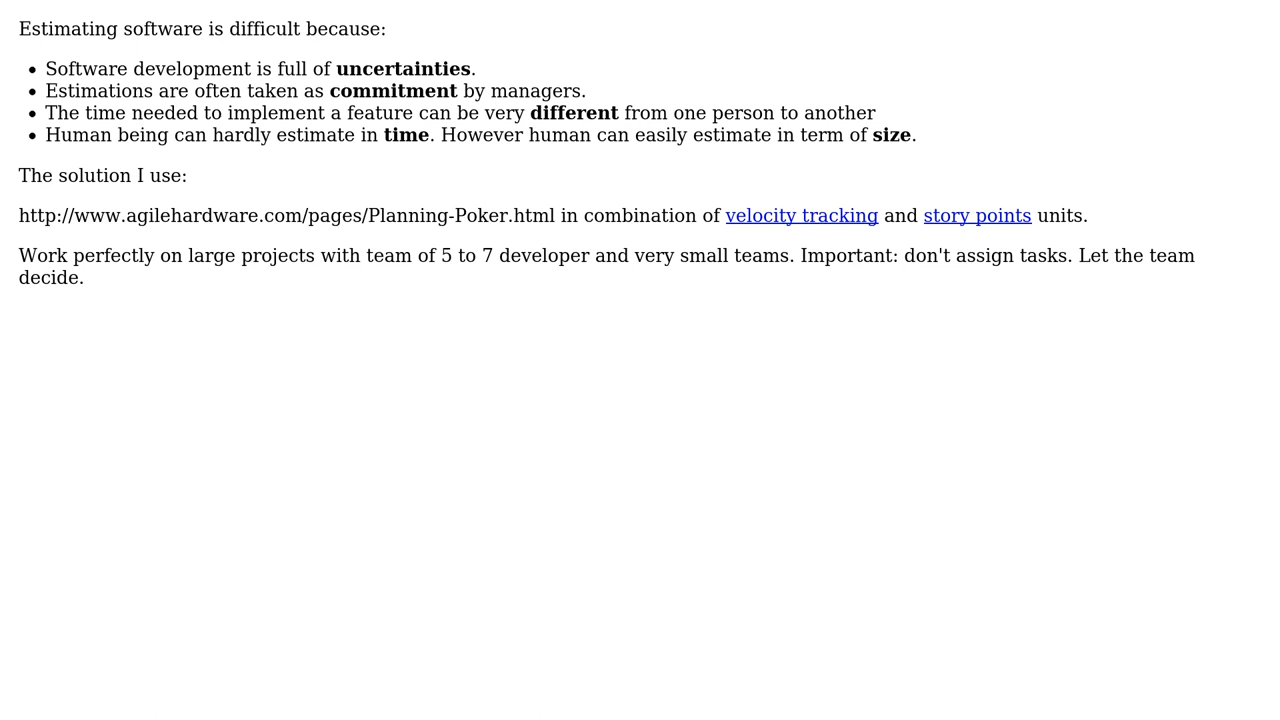 Estimating software is difficult because:
• Software development is full of uncertainties.
• Estimations are often taken as commitment by managers.
• The time needed to implement a feature can be very different from one person to another
• Human being can hardly estimate in time. However human can easily estimate in term of size.
The solution I use:
http://www.agilehardware.com/pages/Planning-Poker.html in combination of velocity tracking and story points units.
Work perfectly on large projects with team of 5 to 7 developer and very small teams. Important: don't assign tasks. Let the team
decide.